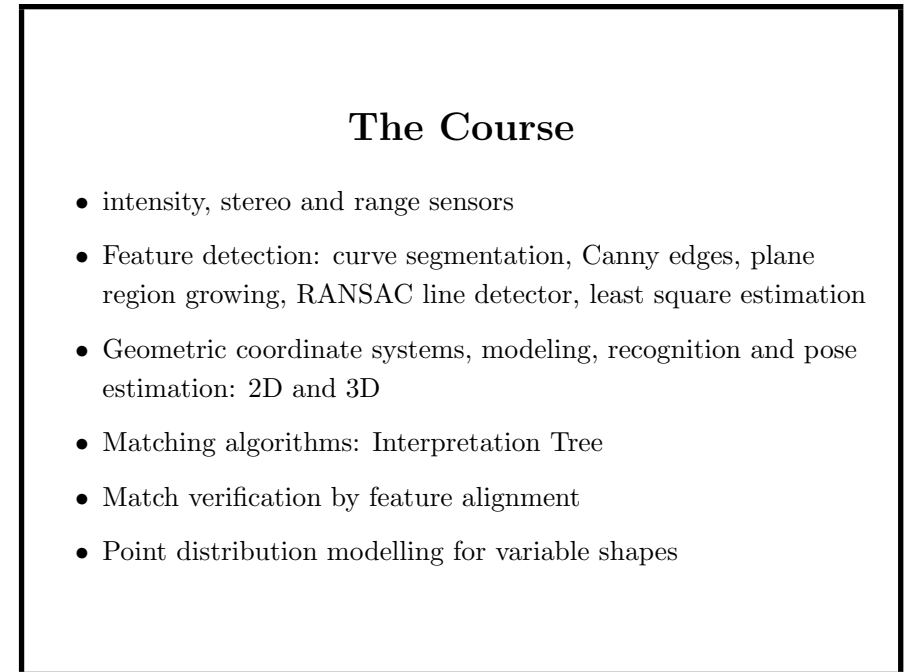 The Course
• intensity, stereo and range sensors
• Feature detection: curve segmentation, Canny edges, plane
region growing, RANSAC line detector, least square estimation
• Geometric coordinate systems, modeling, recognition and pose
estimation: 2D and 3D
• Matching algorithms: Interpretation Tree
• Match verification by feature alignment
• Point distribution modelling for variable shapes